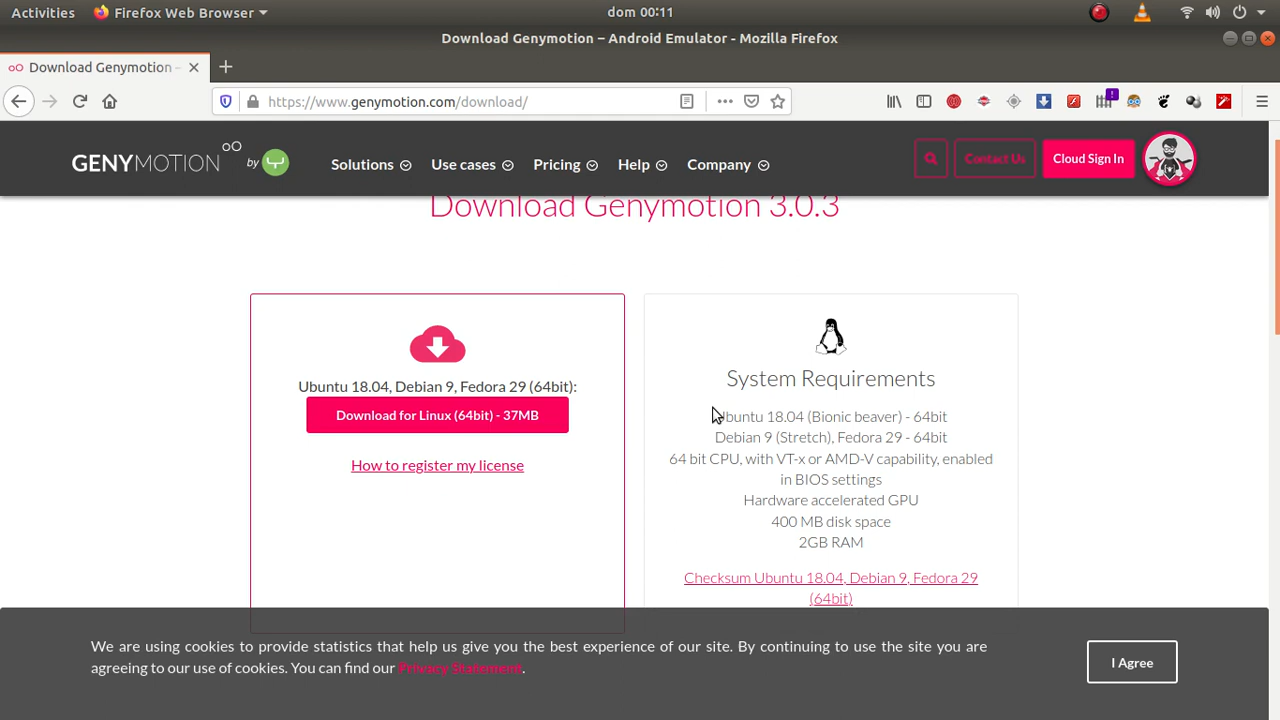 Activities
Firefox Web Browser
dom 00:11
Download Genymotion – Android Emulator - Mozilla Firefox
Download Genymotion –
https://www.genymotion.com/download/
GENYMOTION by
Solutions
Use cases
Pricing
Help
Company
Contact Us
Cloud Sign In
Download Genymotion 3.0.3
Ubuntu 18.04, Debian 9, Fedora 29 (64bit):
Download for Linux (64bit) - 37MB
How to register my license
System Requirements
Ubuntu 18.04 (Bionic beaver) - 64bit
Debian 9 (Stretch), Fedora 29 - 64bit
64 bit CPU, with VT-x or AMD-V capability, enabled
in BIOS settings
Hardware accelerated GPU
400 MB disk space
2GB RAM
Checksum Ubuntu 18.04, Debian 9, Fedora 29
(64bit)
We are using cookies to provide statistics that help us give you the best experience of our site. By continuing to use the site you are
agreeing to our use of cookies. You can find our Privacy Statement.
I Agree